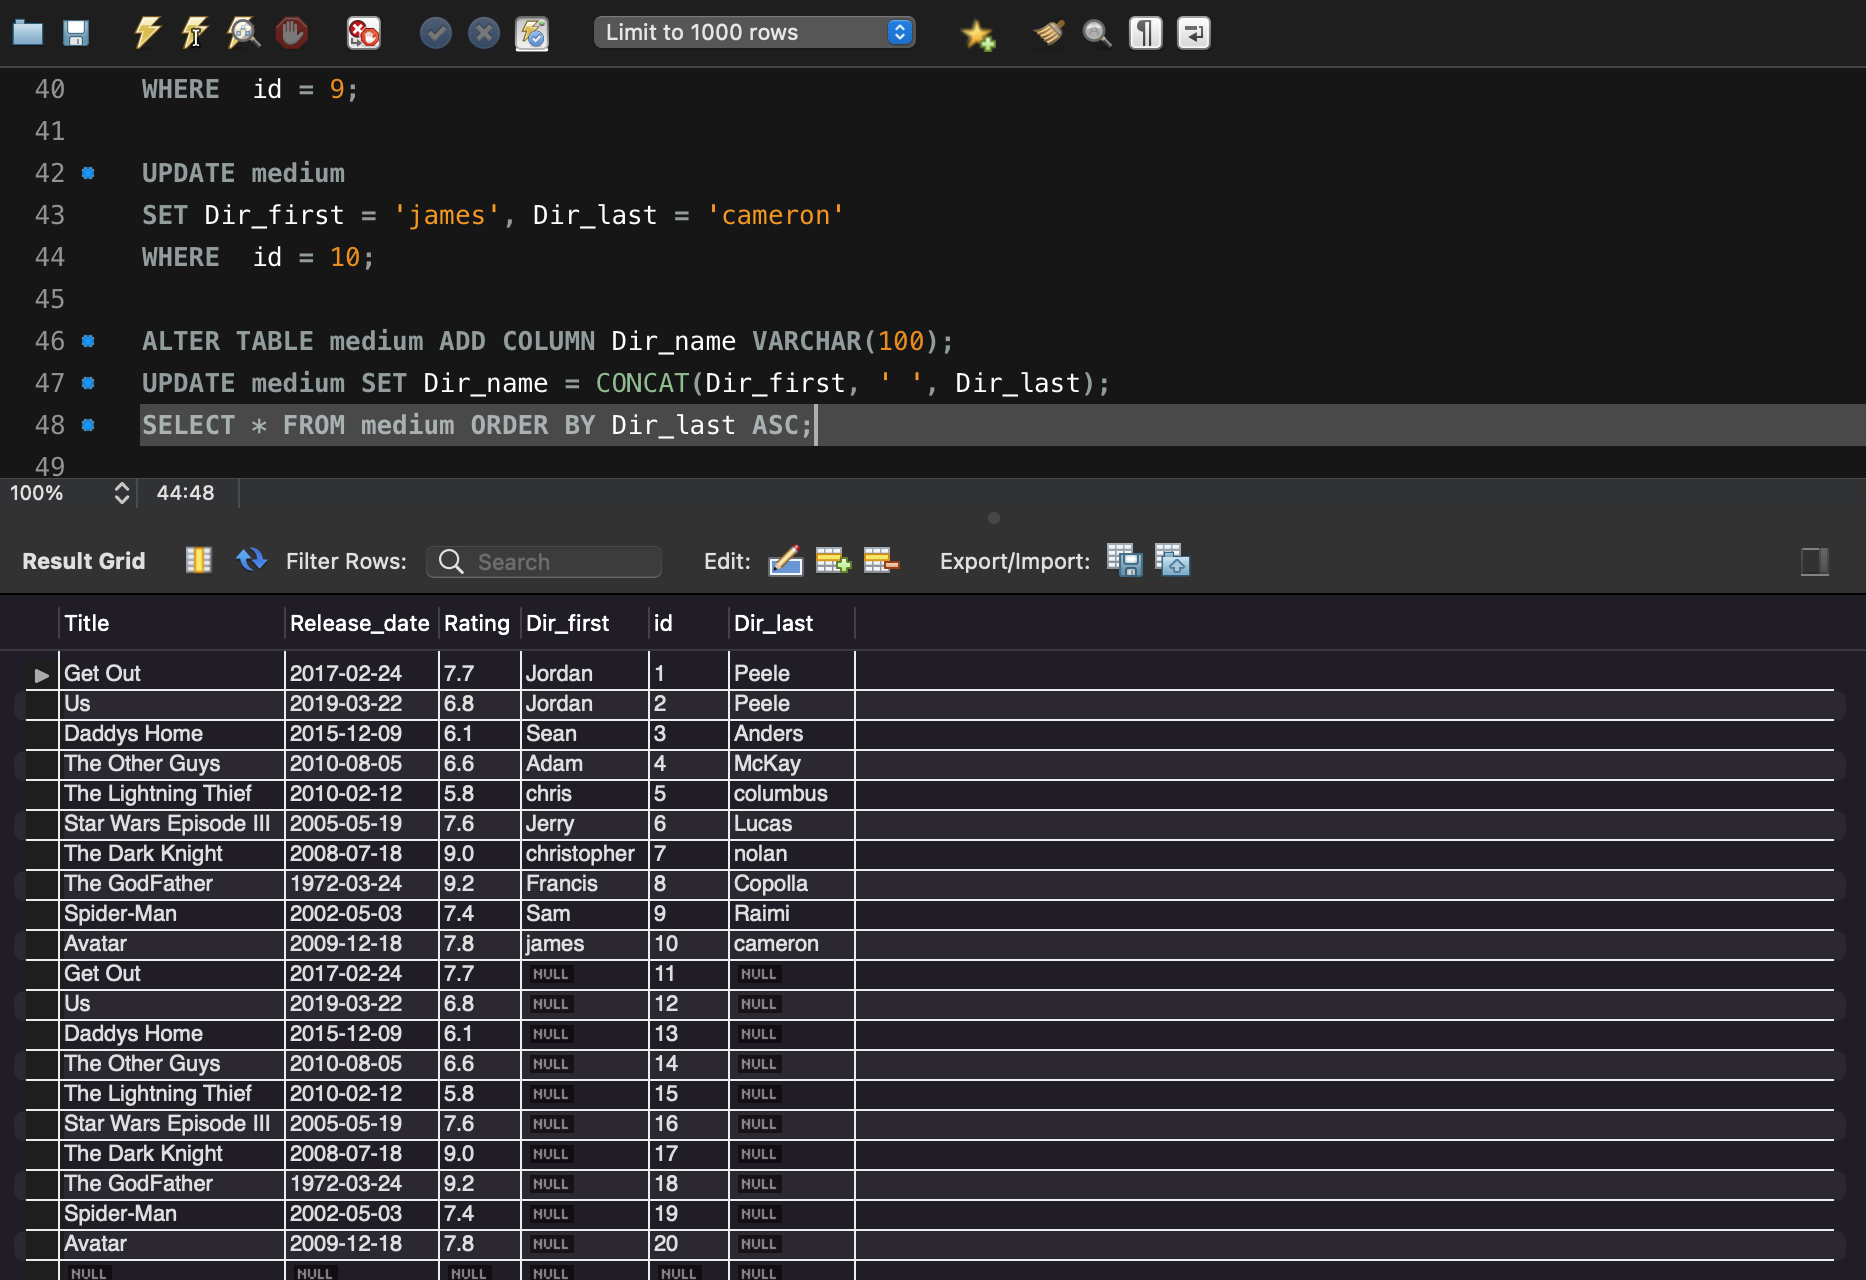 Limit to 1000 rows
40 WHERE  id = 9;
41
42 UPDATE medium
43 SET Dir_first = 'james', Dir_last = 'cameron'
44 WHERE  id = 10;
45
46 ALTER TABLE medium ADD COLUMN Dir_name VARCHAR(100);
47 UPDATE medium SET Dir_name = CONCAT(Dir_first, ' ', Dir_last);
48 SELECT * FROM medium ORDER BY Dir_last ASC;
49
100% 44:48
Result Grid Filter Rows: Search Edit: Export/Import:
Title Release_date Rating Dir_first id Dir_last
Get Out 2017-02-24 7.7 Jordan 1 Peele
Us 2019-03-22 6.8 Jordan 2 Peele
Daddys Home 2015-12-09 6.1 Sean 3 Anders
The Other Guys 2010-08-05 6.6 Adam 4 McKay
The Lightning Thief 2010-02-12 5.8 chris 5 columbus
Star Wars Episode III 2005-05-19 7.6 Jerry 6 Lucas
The Dark Knight 2008-07-18 9.0 christopher 7 nolan
The GodFather 1972-03-24 9.2 Francis 8 Copolla
Spider-Man 2002-05-03 7.4 Sam 9 Raimi
Avatar 2009-12-18 7.8 james 10 cameron
Get Out 2017-02-24 7.7 NULL 11 NULL
Us 2019-03-22 6.8 NULL 12 NULL
Daddys Home 2015-12-09 6.1 NULL 13 NULL
The Other Guys 2010-08-05 6.6 NULL 14 NULL
The Lightning Thief 2010-02-12 5.8 NULL 15 NULL
Star Wars Episode III 2005-05-19 7.6 NULL 16 NULL
The Dark Knight 2008-07-18 9.0 NULL 17 NULL
The GodFather 1972-03-24 9.2 NULL 18 NULL
Spider-Man 2002-05-03 7.4 NULL 19 NULL
Avatar 2009-12-18 7.8 NULL 20 NULL
NULL NULL NULL NULL NULL NULL